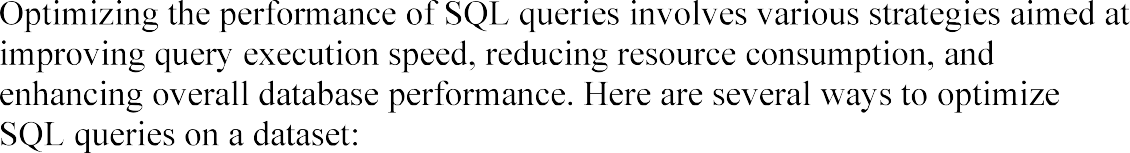 Optimizing the performance of SQL queries involves various strategies aimed at
improving query execution speed, reducing resource consumption, and
enhancing overall database performance. Here are several ways to optimize
SQL queries on a dataset: